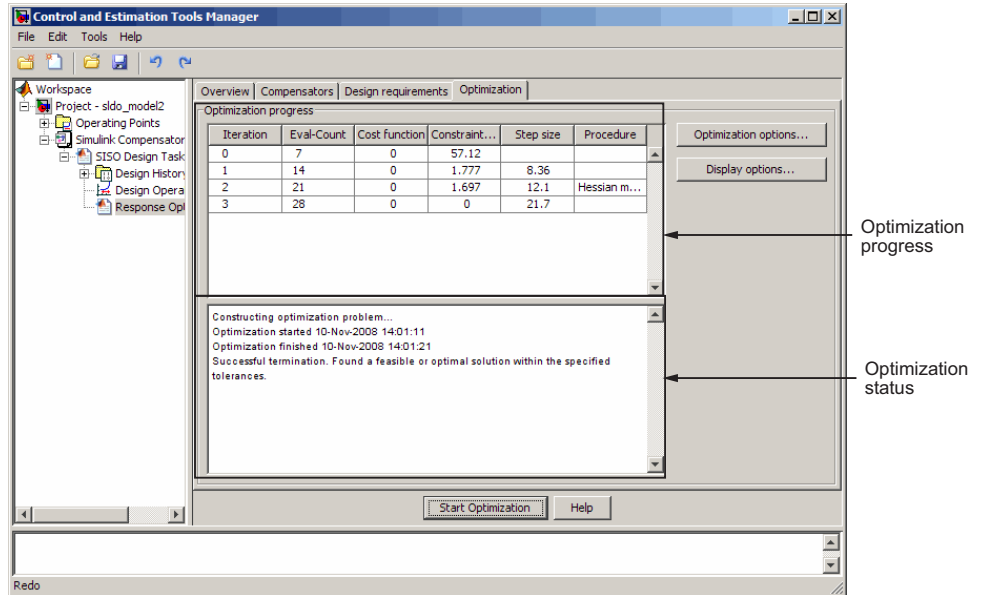 Control and Estimation Tools Manager
File Edit Tools Help
Workspace
Project - sldo_model2
Operating Points
Simulink Compensator
SISO Design Task
Design History
Design Opera
Response Opt
Overview Compensators Design requirements Optimization
Optimization progress
Iteration Eval-Count Cost function Constraint... Step size Procedure
0 7 0 57.12
1 14 0 1.777 8.36
2 21 0 1.697 12.1 Hessian m...
3 28 0 0 21.7
Optimization options...
Display options...
Optimization
progress
Constructing optimization problem...
Optimization started 10-Nov-2008 14:01:11
Optimization finished 10-Nov-2008 14:01:21
Successful termination. Found a feasible or optimal solution within the specified
tolerances.
Optimization
status
Start Optimization Help
Redo